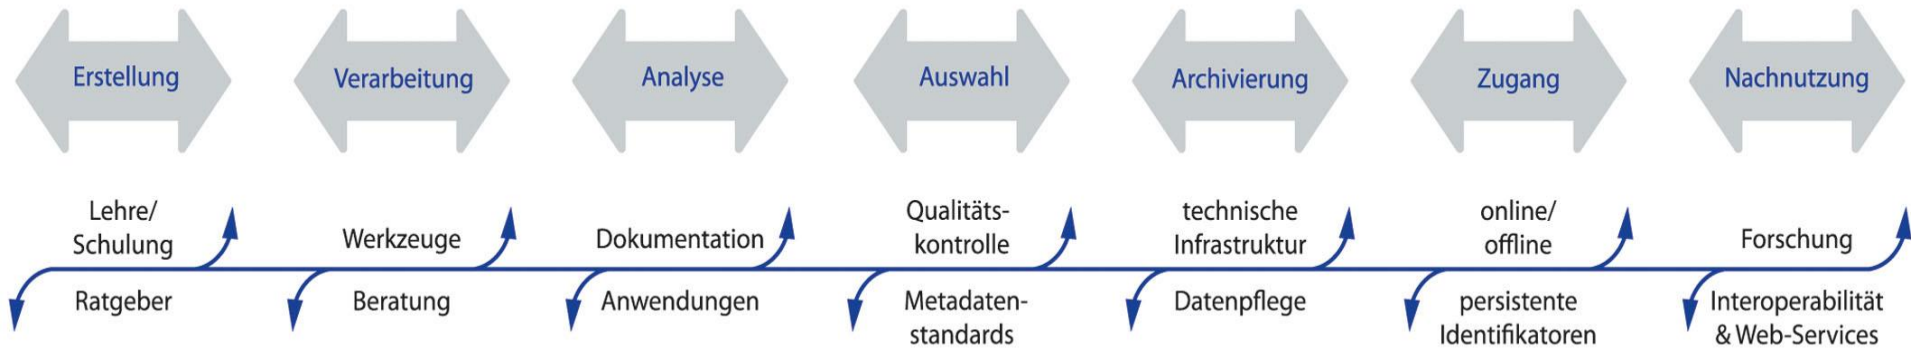 Erstellung
Verarbeitung
Analyse
Auswahl
Archivierung
Zugang
Nachnutzung
Lehre/
Schulung
Werkzeuge
Dokumentation
Qualitäts-
kontrolle
technische
Infrastruktur
online/
offline
Forschung
Ratgeber
Beratung
Anwendungen
Metadaten-
standards
Datenpflege
persistente
Identifikatoren
Interoperabilität
& Web-Services